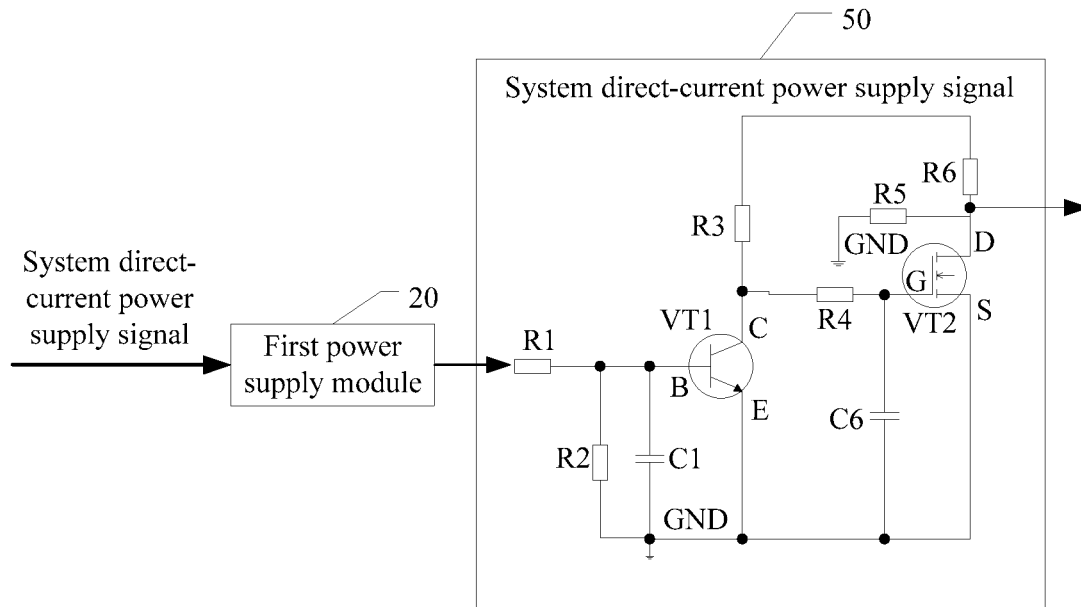 50
System direct-current power supply signal
R6
R5
R3
GND
D
System direct-
current power
supply signal
20
G
S
R4
VT2
VT1
C
R1
First power
supply module
B
E
C6
R2
C1
GND